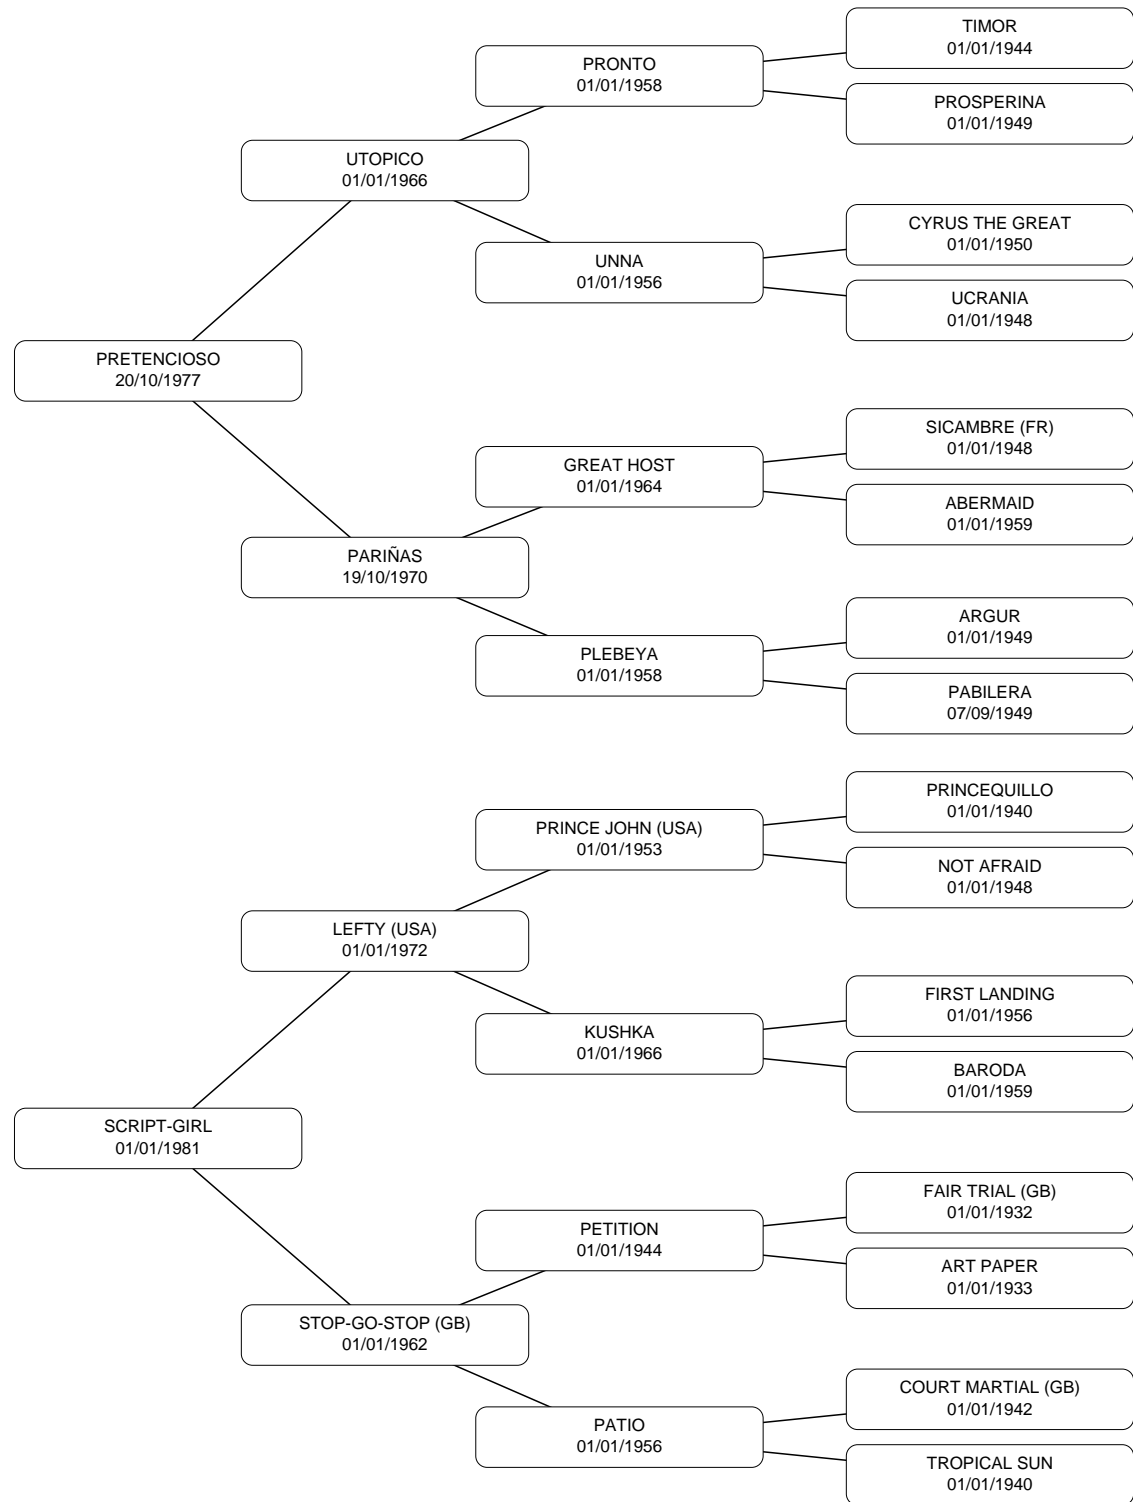 TIMOR
01/01/1944
PRONTO
01/01/1958
PROSPERINA
01/01/1949
UTOPICO
01/01/1966
CYRUS THE GREAT
01/01/1950
UNNA
01/01/1956
UCRANIA
01/01/1948
PRETENCIOSO
20/10/1977
SICAMBRE (FR)
01/01/1948
GREAT HOST
01/01/1964
ABERMAID
01/01/1959
PARIÑAS
19/10/1970
ARGUR
01/01/1949
PLEBEYA
01/01/1958
PABILERA
07/09/1949
PRINCEQUILLO
01/01/1940
PRINCE JOHN (USA)
01/01/1953
NOT AFRAID
01/01/1948
LEFTY (USA)
01/01/1972
FIRST LANDING
01/01/1956
KUSHKA
01/01/1966
BARODA
01/01/1959
SCRIPT-GIRL
01/01/1981
FAIR TRIAL (GB)
01/01/1932
PETITION
01/01/1944
ART PAPER
01/01/1933
STOP-GO-STOP (GB)
01/01/1962
COURT MARTIAL (GB)
01/01/1942
PATIO
01/01/1956
TROPICAL SUN
01/01/1940